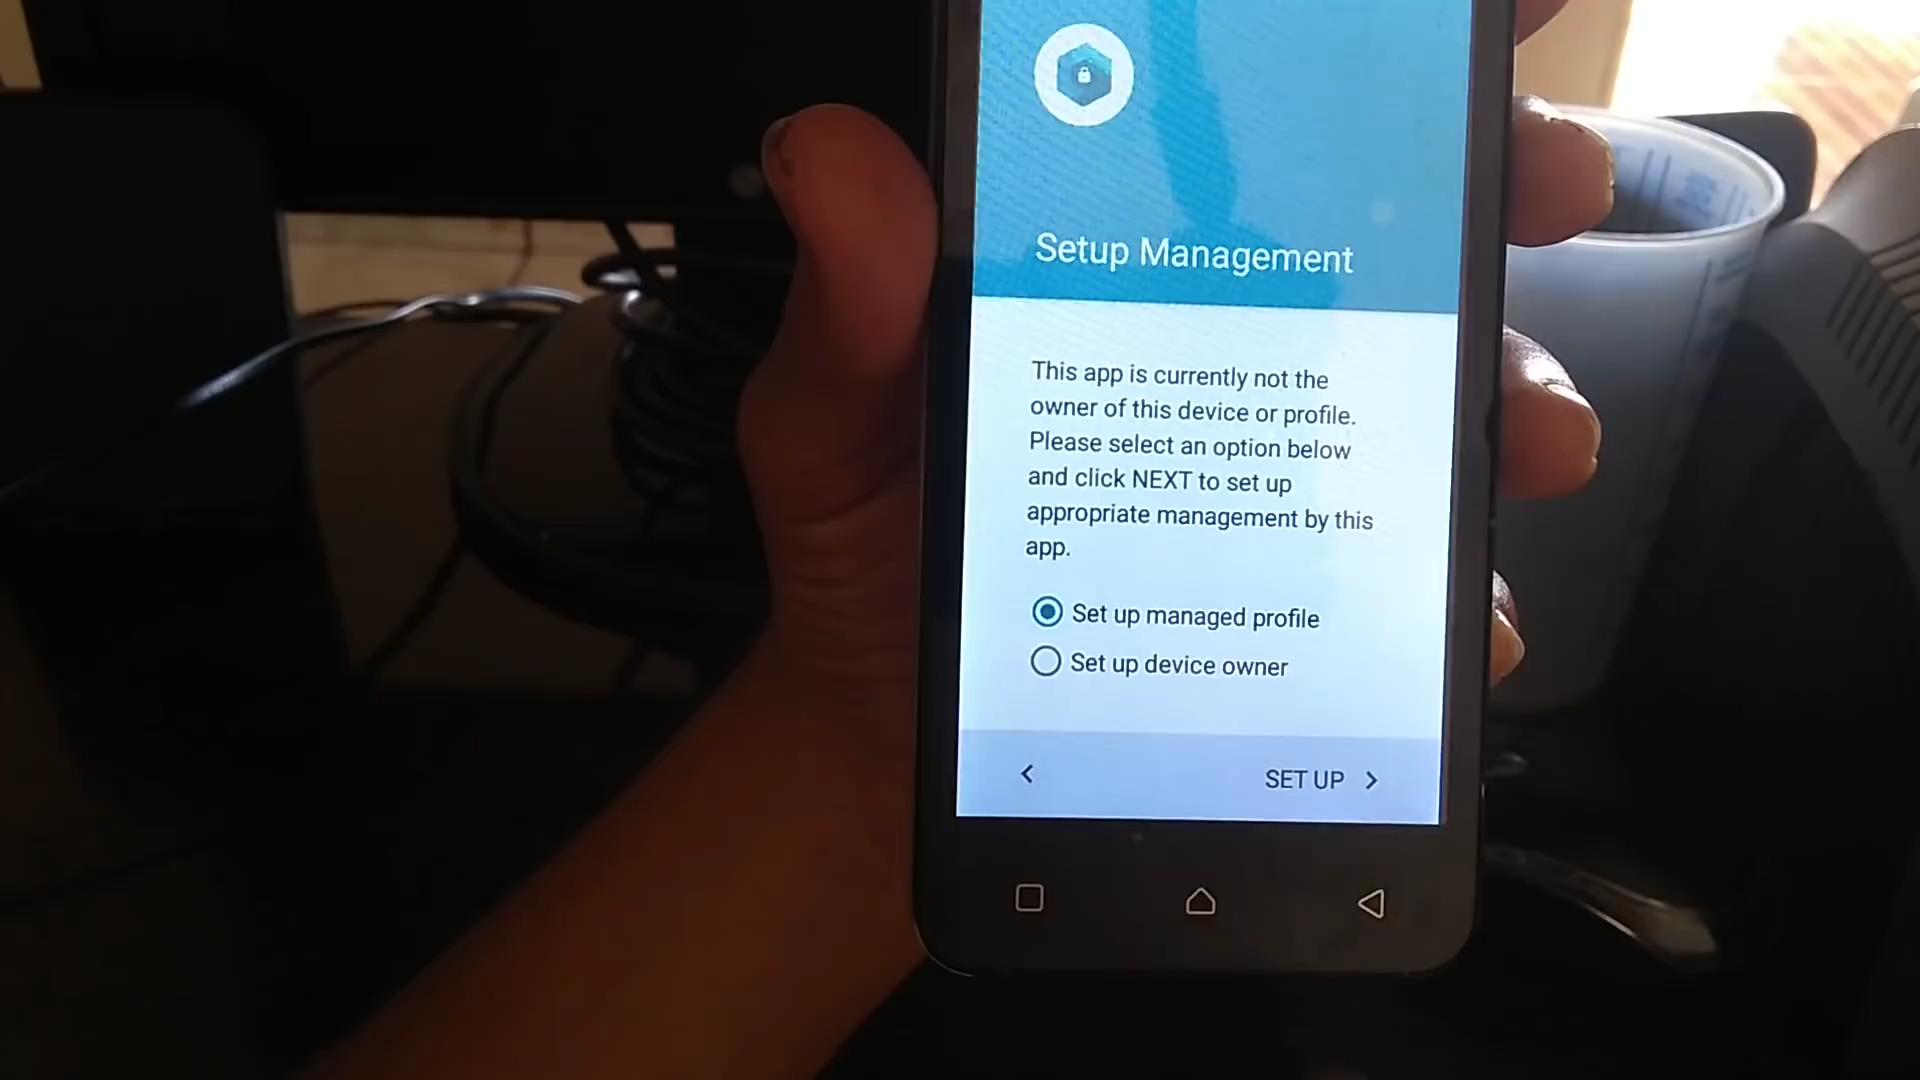 Setup Management
This app is currently not the
owner of this device or profile.
Please select an option below
and click NEXT to set up
appropriate management by this
app.
Set up managed profile
Set up device owner
SET UP